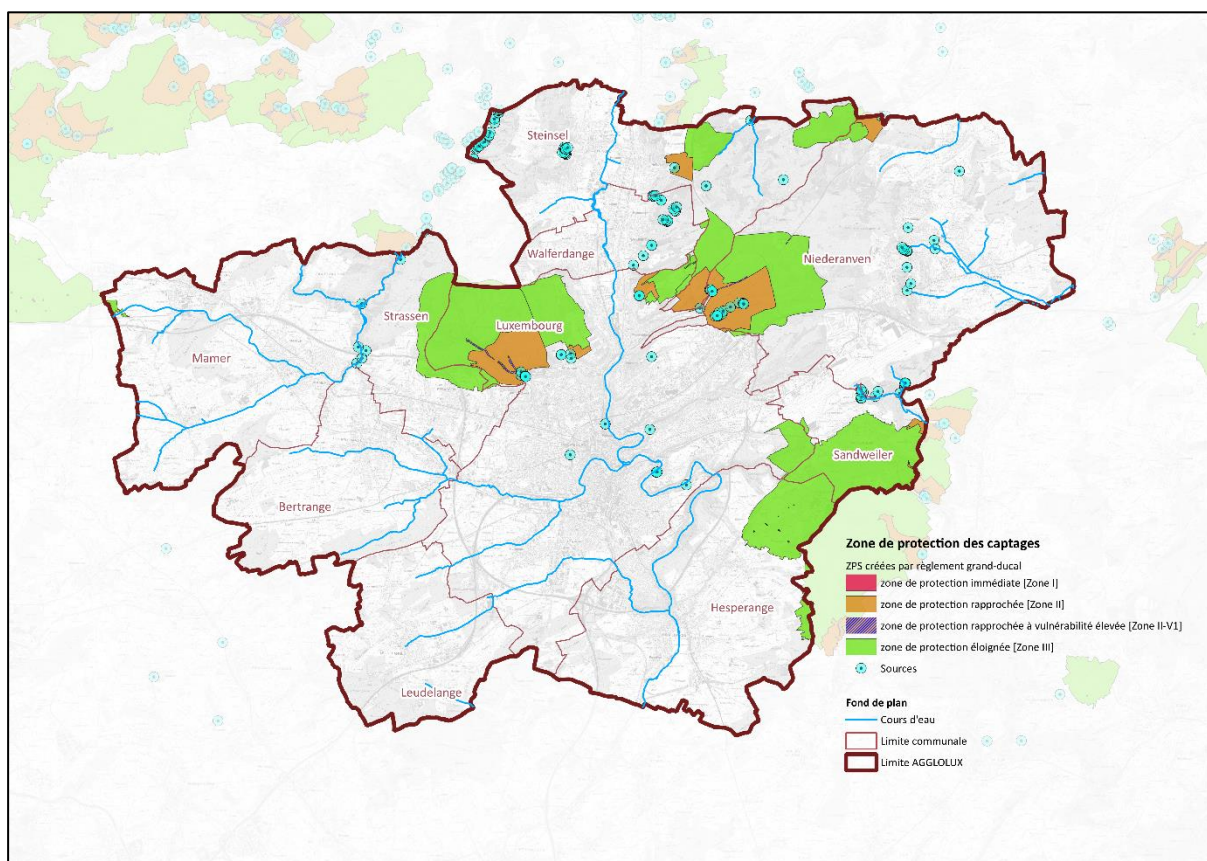 Steinsel
Walferdange
Niederanven
Strassen
Luxembourg
Mamer
Sandweiler
Bertrange
Hesperange
Leudelange
Zone de protection des captages
ZPS créées par règlement grand-ducal
zone de protection immédiate [Zone I]
zone de protection rapprochée [Zone II]
zone de protection rapprochée à vulnérabilité élevée [Zone II-V1]
zone de protection éloignée [Zone III]
Sources
Fond de plan
Cours d'eau
Limite communale
Limite AGGLOLUX